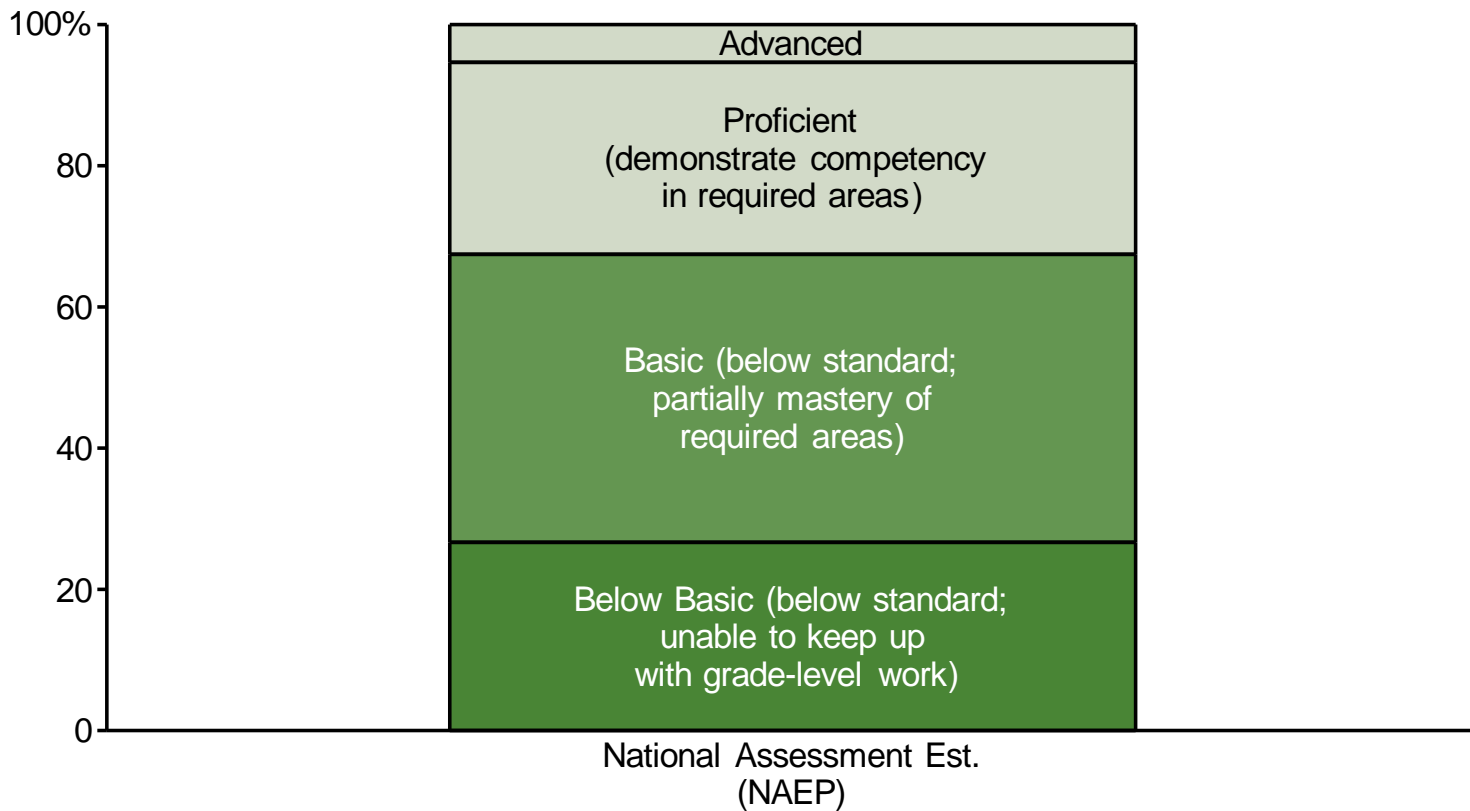 100%
Advanced
Proficient
(demonstrate competency
in required areas)
80
60
Basic (below standard;
partially mastery of
required areas)
40
20
Below Basic (below standard;
unable to keep up
with grade-level work)
0
National Assessment Est.
(NAEP)